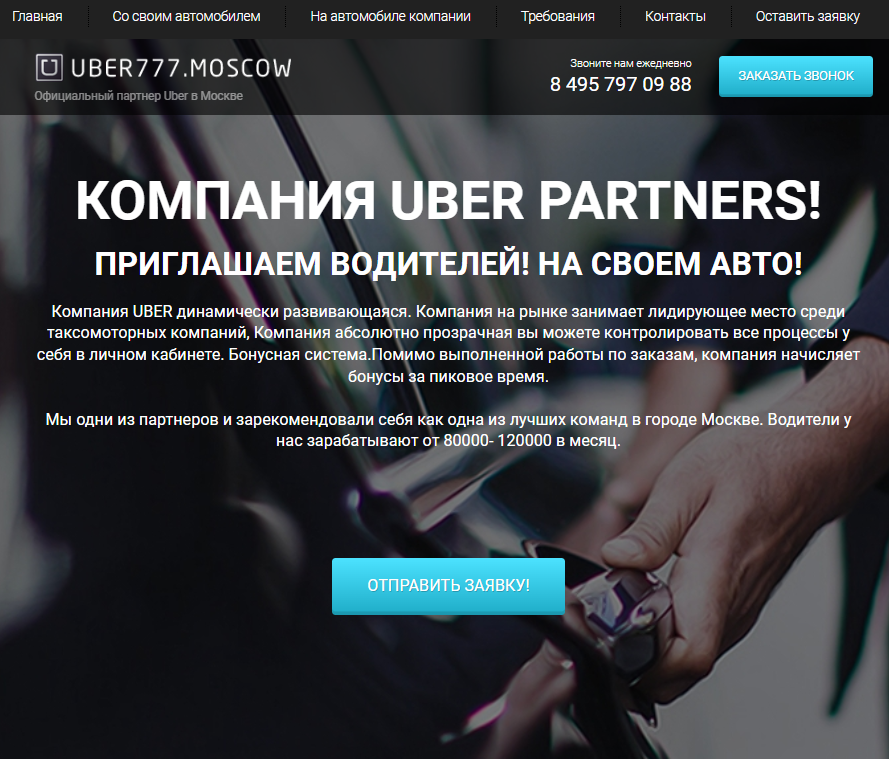 Главная
Со своим автомобилем
На автомобиле компании
Требования
Контакты
Оставить заявку
UBER777.MOSCOW
Официальный партнер Uber в Москве
Звоните нам ежедневно
8 495 797 09 88
ЗАКАЗАТЬ ЗВОНОК
КОМПАНИЯ UBER PARTNERS!
ПРИГЛАШАЕМ ВОДИТЕЛЕЙ! НА СВОЕМ АВТО!
Компания UBER динамически развивающаяся. Компания на рынке занимает лидирующее место среди
таксомоторных компаний, Компания абсолютно прозрачная вы можете контролировать все процессы у
себя в личном кабинете. Бонусная система.Помимо выполненной работы по заказам, компания начисляет
бонусы за пиковое время.
Мы одни из партнеров и зарекомендовали себя как одна из лучших команд в городе Москве. Водители у
нас зарабатывают от 80000- 120000 в месяц.
ОТПРАВИТЬ ЗАЯВКУ!